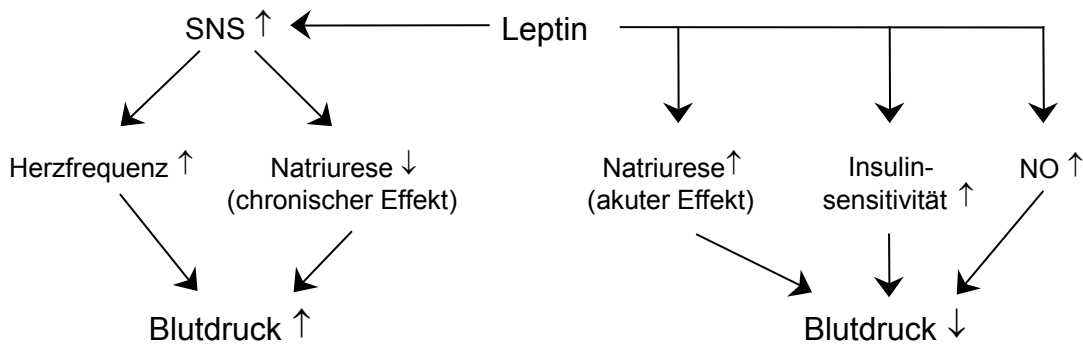 SNS ↑ Leptin
Herzfrequenz ↑
Natriurese ↓
(chronischer Effekt)
Natriurese ↑
(akuter Effekt)
Insulin-
sensitivität ↑
NO ↑
Blutdruck ↑
Blutdruck ↓